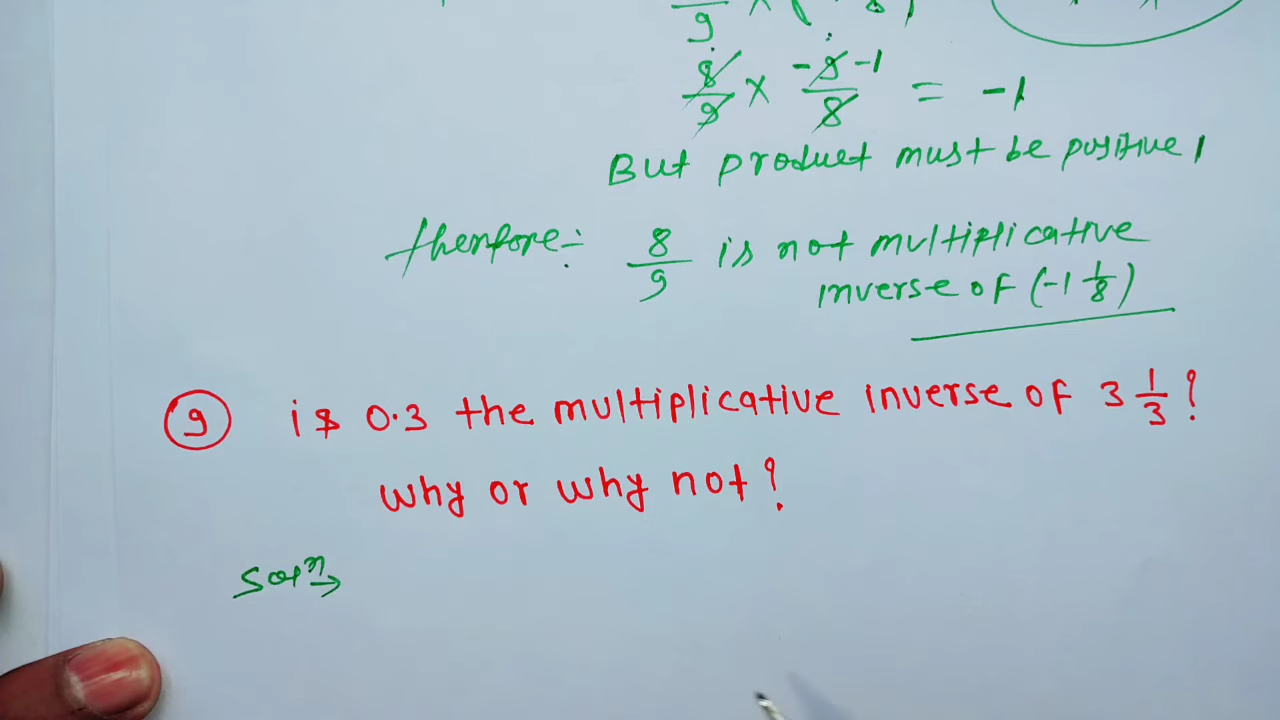 9
8/9 × -9 -1/8 = -1
But product must be positive 1
therefore:- 8/9 is not multiplicative
inverse of (-1 1/8)
9 is 0.3 the multiplicative inverse of 3 1/3?
why or why not?
Solⁿ→